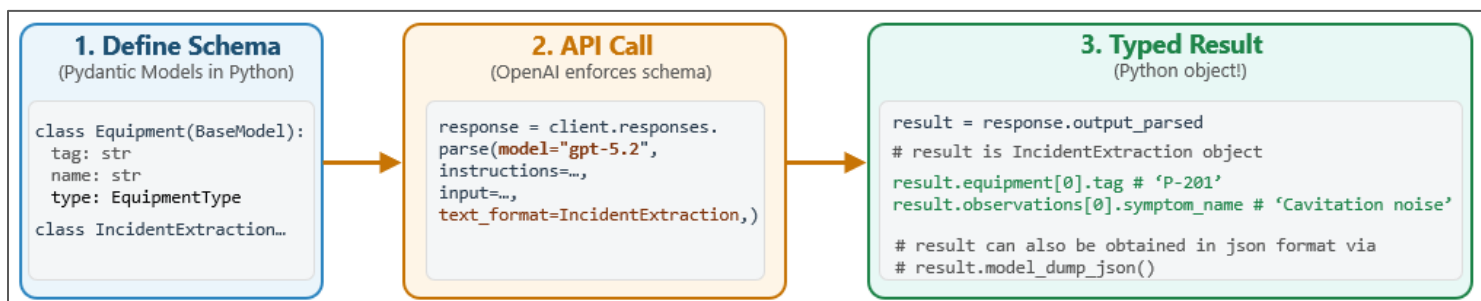 1. Define Schema
(Pydantic Models in Python)
class Equipment(BaseModel):
tag: str
name: str
type: EquipmentType
class IncidentExtraction…
2. API Call
(OpenAI enforces schema)
response = client.responses.
parse(model="gpt-5.2",
instructions=…,
input=…,
text_format=IncidentExtraction,)
3. Typed Result
(Python object!)
result = response.output_parsed
# result is IncidentExtraction object
result.equipment[0].tag # ‘P-201’
result.observations[0].symptom_name # ‘Cavitation noise’
# result can also be obtained in json format via
# result.model_dump_json()